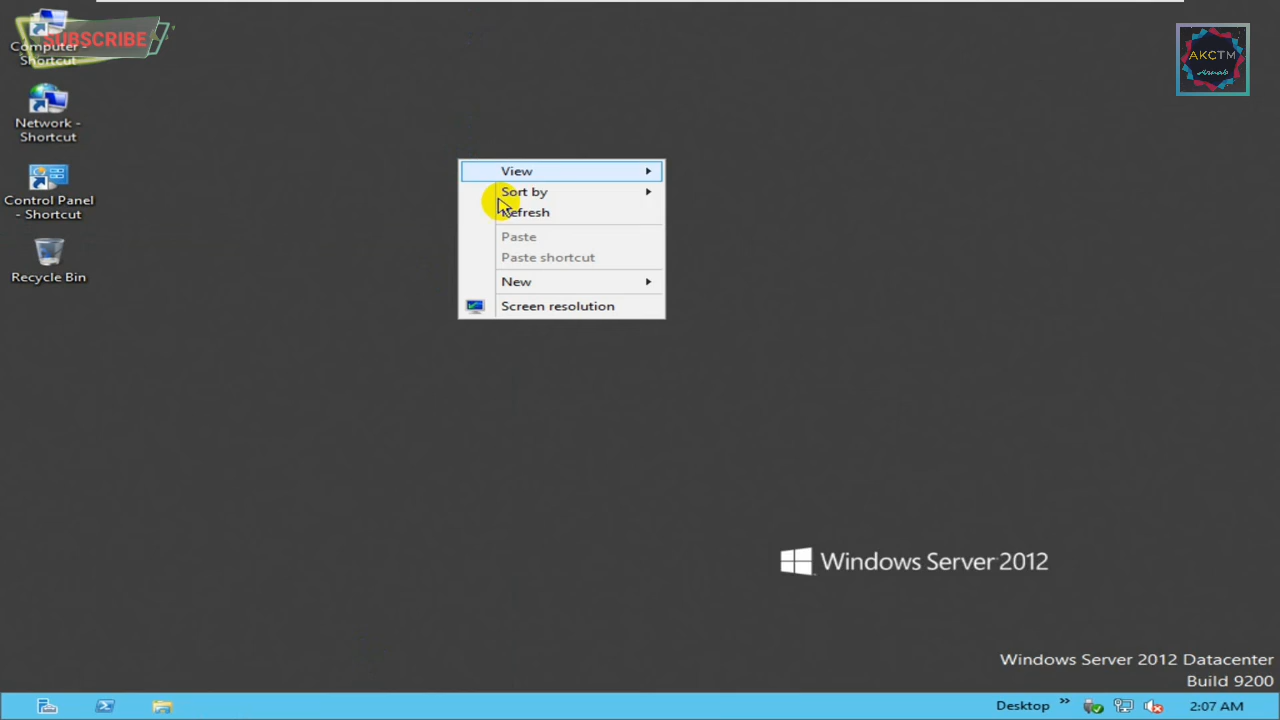 SUBSCRIBE
Computer -
Shortcut
AKCTM
Arnab
Network -
Shortcut
Control Panel
- Shortcut
Recycle Bin
View
Sort by
Refresh
Paste
Paste shortcut
New
Screen resolution
Windows Server 2012
Windows Server 2012 Datacenter
Build 9200
Desktop
2:07 AM